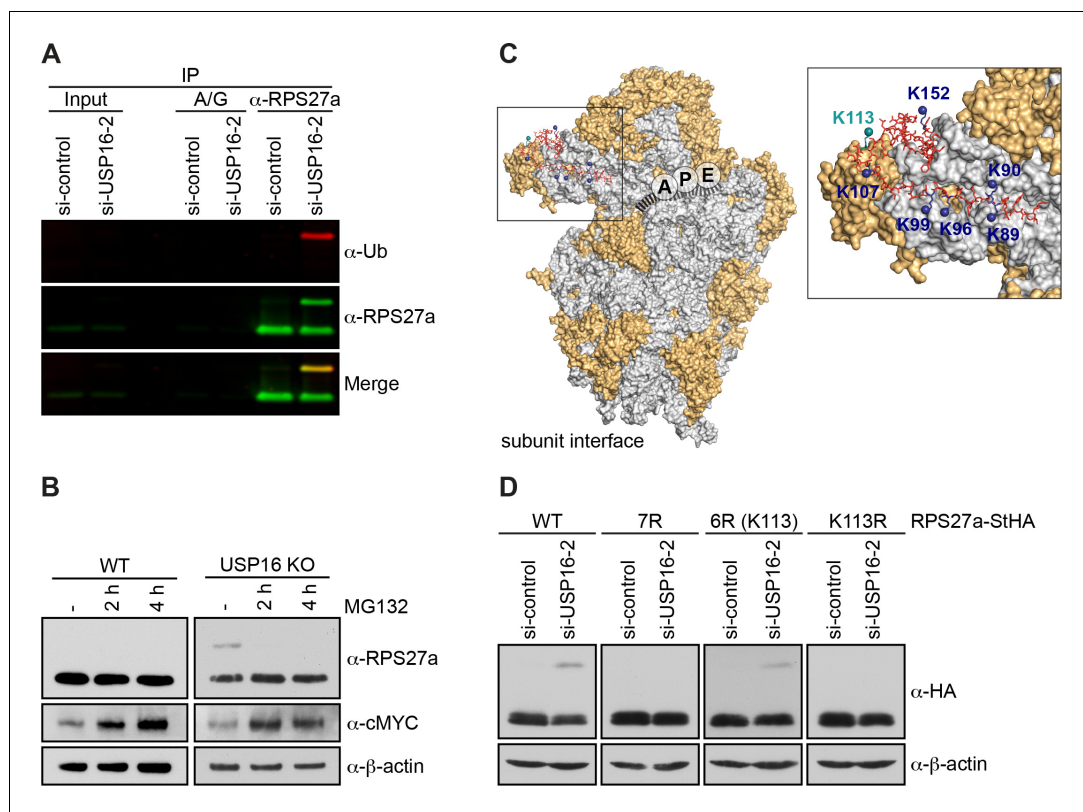 A
IP
Input A/G α-RPS27a
si-control
si-USP16-2
si-control
si-USP16-2
si-control
si-USP16-2
α-Ub
α-RPS27a
Merge
B
WT USP16 KO
- 2 h 4 h - 2 h 4 h MG132
α-RPS27a
α-cMYC
α-β-actin
C
A P E
subunit interface
K152
K113
K90
K107
K99 K96 K89
D
WT 7R 6R (K113) K113R RPS27a-StHA
si-control
si-USP16-2
si-control
si-USP16-2
si-control
si-USP16-2
si-control
si-USP16-2
α-HA
α-β-actin